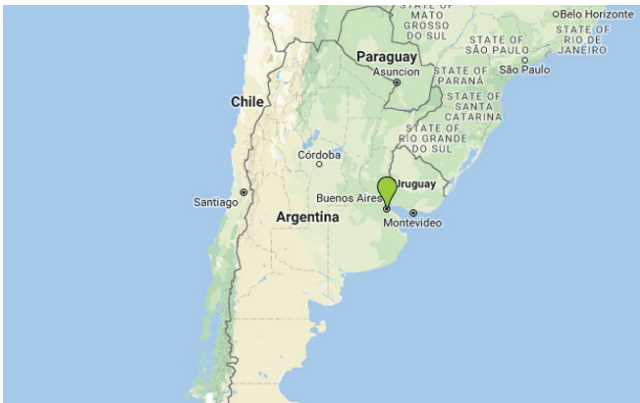 STATE OF
MATO
GROSSO
DO SUL
Belo Horizonte
STATE OF
RIO DE
JANEIRO
STATE OF
SÃO PAULO
São Paulo
Paraguay
Asuncion
STATE OF
PARANÁ
STATE OF
SANTA
CATARINA
Chile
STATE OF
RIO GRANDE
DO SUL
Córdoba
Uruguay
Buenos Aires
Santiago
Argentina
Montevideo